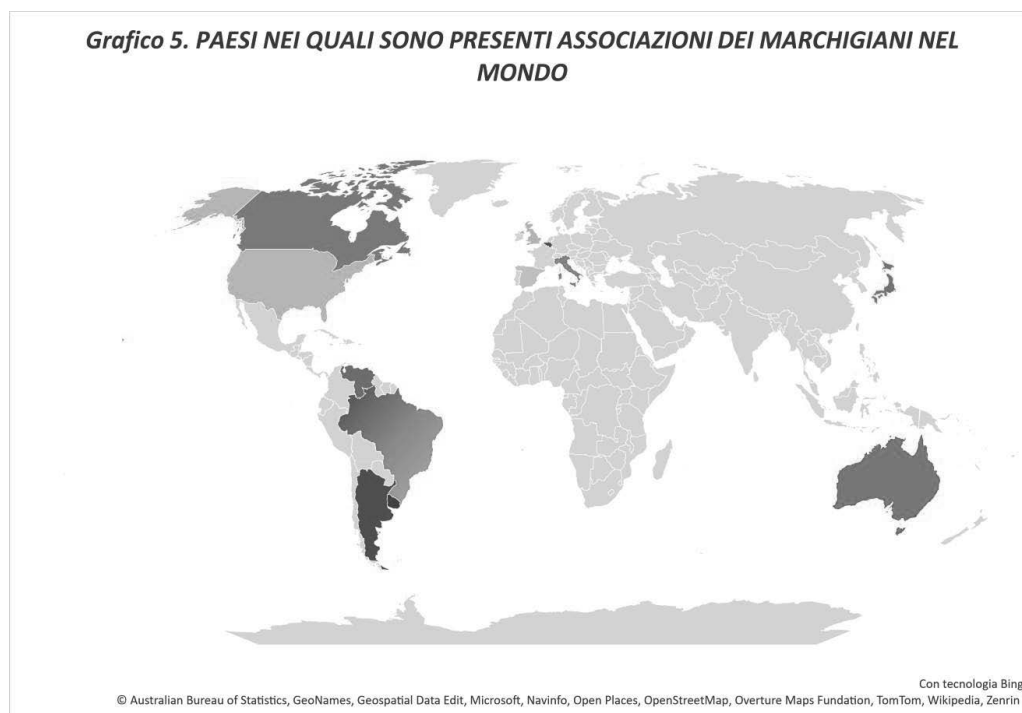 Grafico 5. PAESI NEI QUALI SONO PRESENTI ASSOCIAZIONI DEI MARCHIGIANI NEL
MONDO
Con tecnologia Bing
© Australian Bureau of Statistics, GeoNames, Geospatial Data Edit, Microsoft, Navinfo, Open Places, OpenStreetMap, Overture Maps Fundation, TomTom, Wikipedia, Zenrin